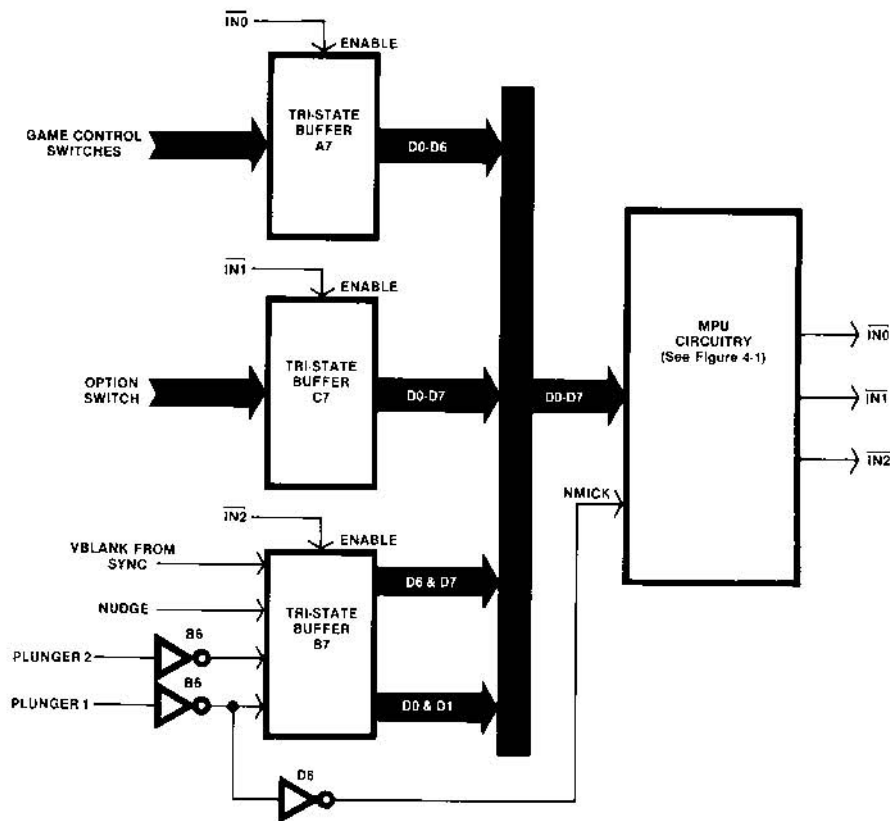 IN0
ENABLE
TRI-STATE
BUFFER
A7
GAME CONTROL
SWITCHES
D0-D6
IN1
ENABLE
TRI-STATE
BUFFER
C7
OPTION
SWITCH
D0-D7
D0-D7
MPU
CIRCUITRY
(See Figure 4-1)
IN0
IN1
IN2
NMICK
IN2
ENABLE
VBLANK FROM
SYNC
NUDGE
TRI-STATE
BUFFER
B7
D6 & D7
D0 & D1
B6
PLUNGER 2
B6
PLUNGER 1
D6